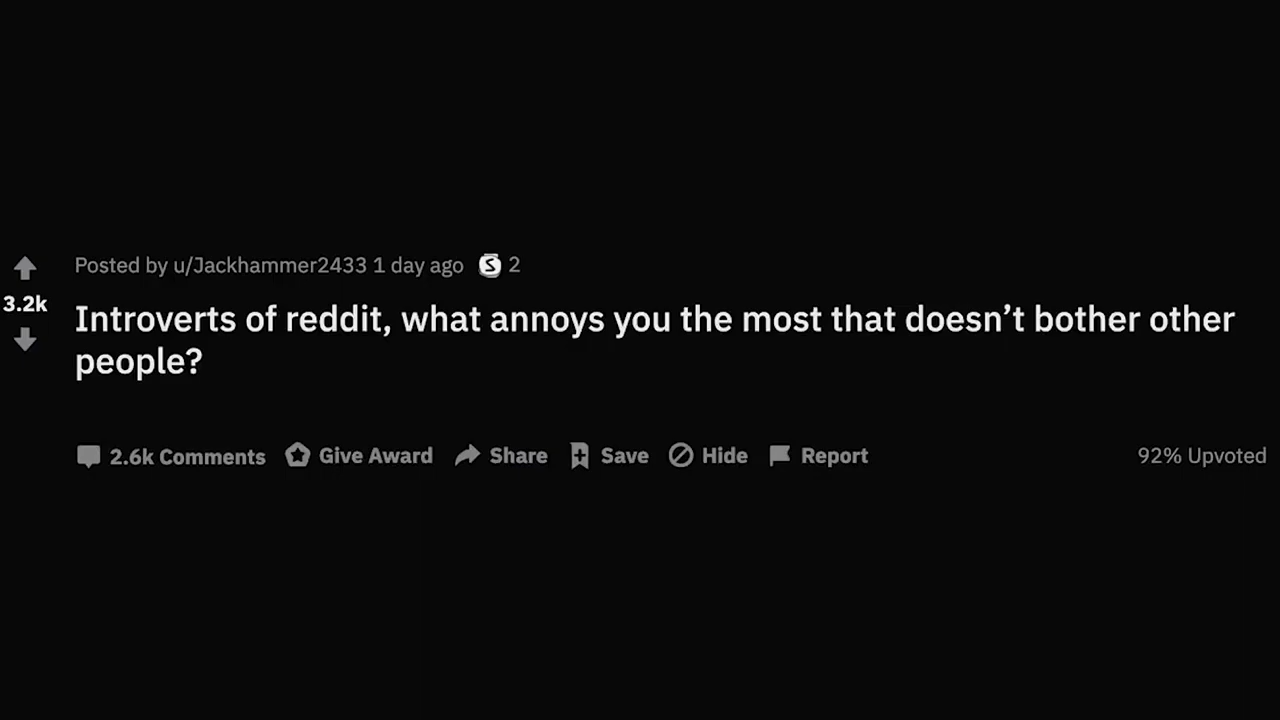 Posted by u/Jackhammer2433 1 day ago S 2
3.2k
Introverts of reddit, what annoys you the most that doesn’t bother other
people?
2.6k Comments Give Award Share Save Hide Report 92% Upvoted